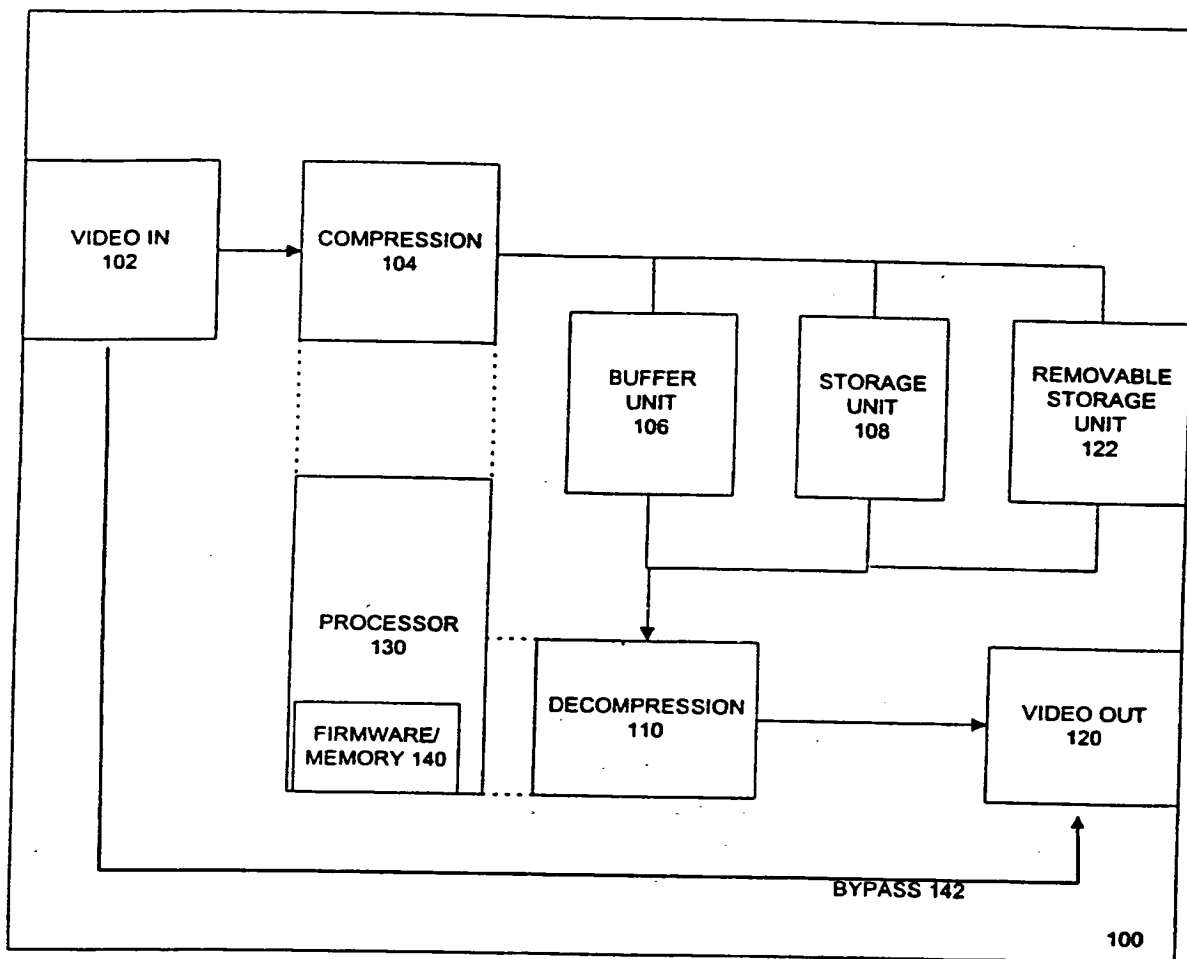 VIDEO IN
102
COMPRESSION
104
BUFFER
UNIT
106
STORAGE
UNIT
108
REMOVABLE
STORAGE
UNIT
122
PROCESSOR
130
FIRMWARE/
MEMORY 140
DECOMPRESSION
110
VIDEO OUT
120
BYPASS 142
100